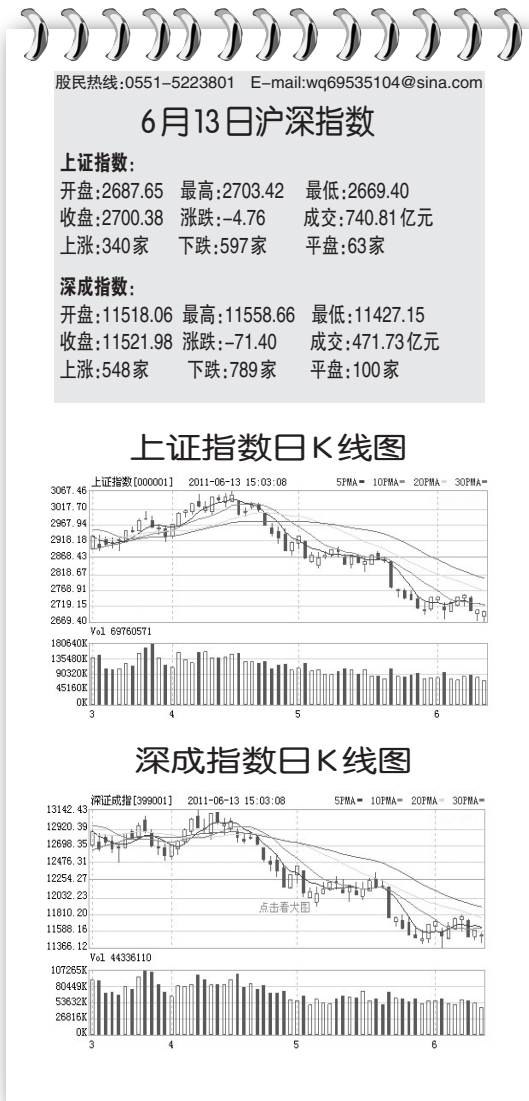 股民热线:0551-5223801 E-mail:wq69535104@sina.com
6月13日沪深指数
上证指数:
开盘:2687.65 最高:2703.42 最低:2669.40
收盘:2700.38 涨跌:-4.76 成交:740.81亿元
上涨:340家 下跌:597家 平盘:63家
深成指数:
开盘:11518.06 最高:11558.66 最低:11427.15
收盘:11521.98 涨跌:-71.40 成交:471.73亿元
上涨:548家 下跌:789家 平盘:100家
上证指数日K线图
上证指数[000001] 2011-06-13 15:03:08 5PMA 10PMA 20PMA 30PMA
3067.46
3017.70
2967.94
2918.18
2868.43
2818.67
2768.91
2719.15
2669.40
Vol 69760571
180640K
135480K
90320K
45160K
0K
3 4 5 6
深成指数日K线图
深证成指[399001] 2011-06-13 15:03:08 5PMA 10PMA 20PMA 30PMA
13142.43
12920.39
12698.35
12476.31
12254.27
12032.23
11810.20
11588.16
11366.12
点击看大图
Vol 44336110
107265K
80449K
53632K
26816K
0K
3 4 5 6